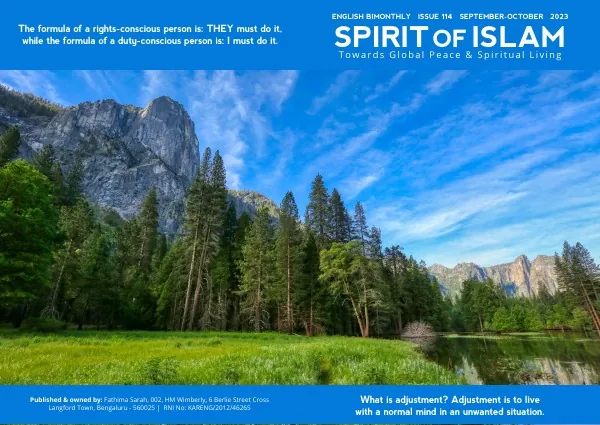 The formula of a rights-conscious person is: THEY must do it,
while the formula of a duty-conscious person is: I must do it.
ENGLISH BIMONTHLY ISSUE 114 SEPTEMBER-OCTOBER 2023
SPIRIT OF ISLAM
Towards Global Peace & Spiritual Living
Published & owned by: Fathima Sarah, 002, HM Wimberly, 6 Berlie Street Cross
Langford Town, Bengaluru - 560025 | RNI No: KARENG/2012/46265
What is adjustment? Adjustment is to live
with a normal mind in an unwanted situation.